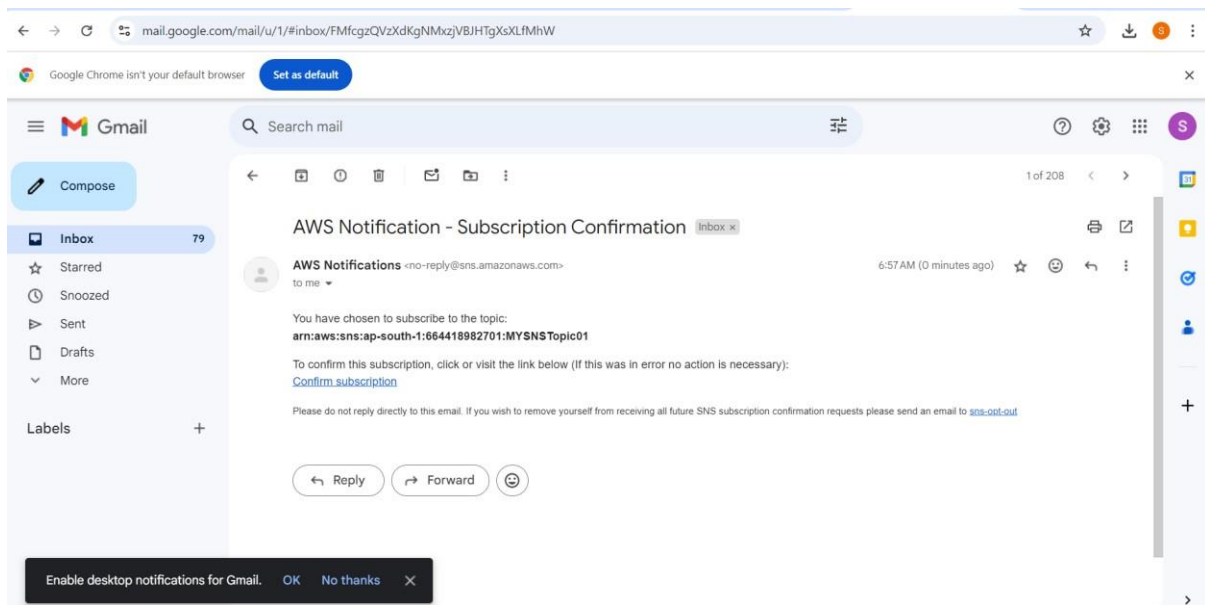 mail.google.com/mail/u/1/#inbox/FMfcgzQVzXdKgNMxzjVBJHTgXsXLfMhW
S
Google Chrome isn't your default browser Set as default
Gmail
Search mail
S
Compose
1 of 208
31
AWS Notification - Subscription Confirmation Inbox ×
Inbox 79
Starred
Snoozed
Sent
Drafts
More
Labels +
AWS Notifications <no-reply@sns.amazonaws.com> 6:57 AM (0 minutes ago)
to me
You have chosen to subscribe to the topic:
arn:aws:sns:ap-south-1:664418982701:MYSNSTopic01
To confirm this subscription, click or visit the link below (If this was in error no action is necessary):
Confirm subscription
Please do not reply directly to this email. If you wish to remove yourself from receiving all future SNS subscription confirmation requests please send an email to sns-opt-out
Reply Forward
Enable desktop notifications for Gmail. OK No thanks